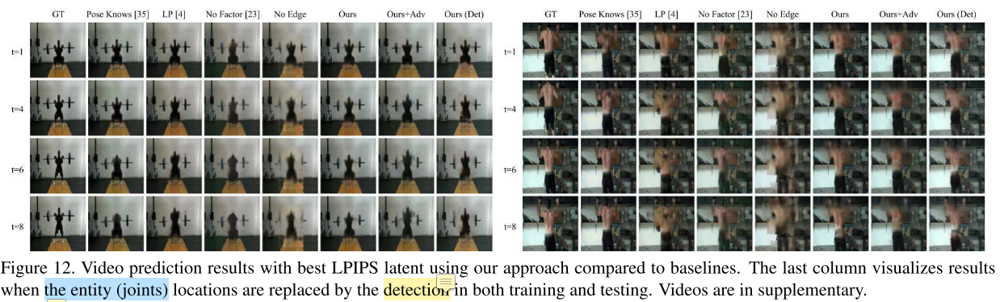 GT Pose Knows [35] LP [4] No Factor [23] No Edge Ours Ours+Adv Ours (Det) GT Pose Knows [35] LP [4] No Factor [23] No Edge Ours Ours+Adv Ours (Det)
t=1 t=1
t=4 t=4
t=6 t=6
t=8 t=8
Figure 12. Video prediction results with best LPIPS latent using our approach compared to baselines. The last column visualizes results
when the entity (joints) locations are replaced by the detection in both training and testing. Videos are in supplementary.